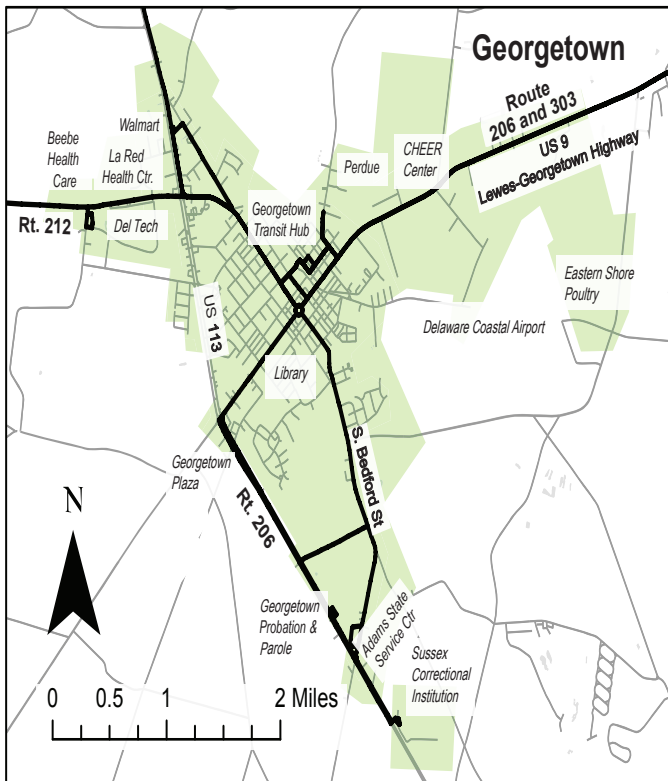 Georgetown
Route
206 and 303
US 9
Lewes-Georgetown Highway
Walmart
Beebe
Health
Care
La Red
Health Ctr.
Perdue
CHEER
Center
Rt. 212
Del Tech
Georgetown
Transit Hub
Eastern Shore
Poultry
US 113
Delaware Coastal Airport
Library
Georgetown
Plaza
S. Bedford St
Rt. 206
N
Georgetown
Probation &
Parole
Adams State
Service Ctr
Sussex
Correctional
Institution
0 0.5 1 2 Miles